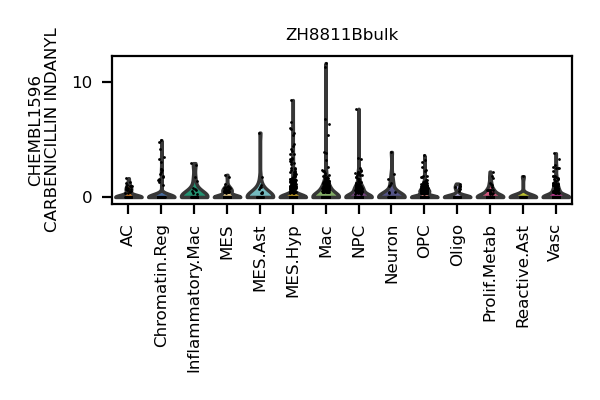 ZH8811Bbulk
CHEMBL1596
CARBENICILLIN INDANYL
10
0
AC
Chromatin.Reg
Inflammatory.Mac
MES
MES.Ast
MES.Hyp
Mac
NPC
Neuron
OPC
Oligo
Prolif.Metab
Reactive.Ast
Vasc